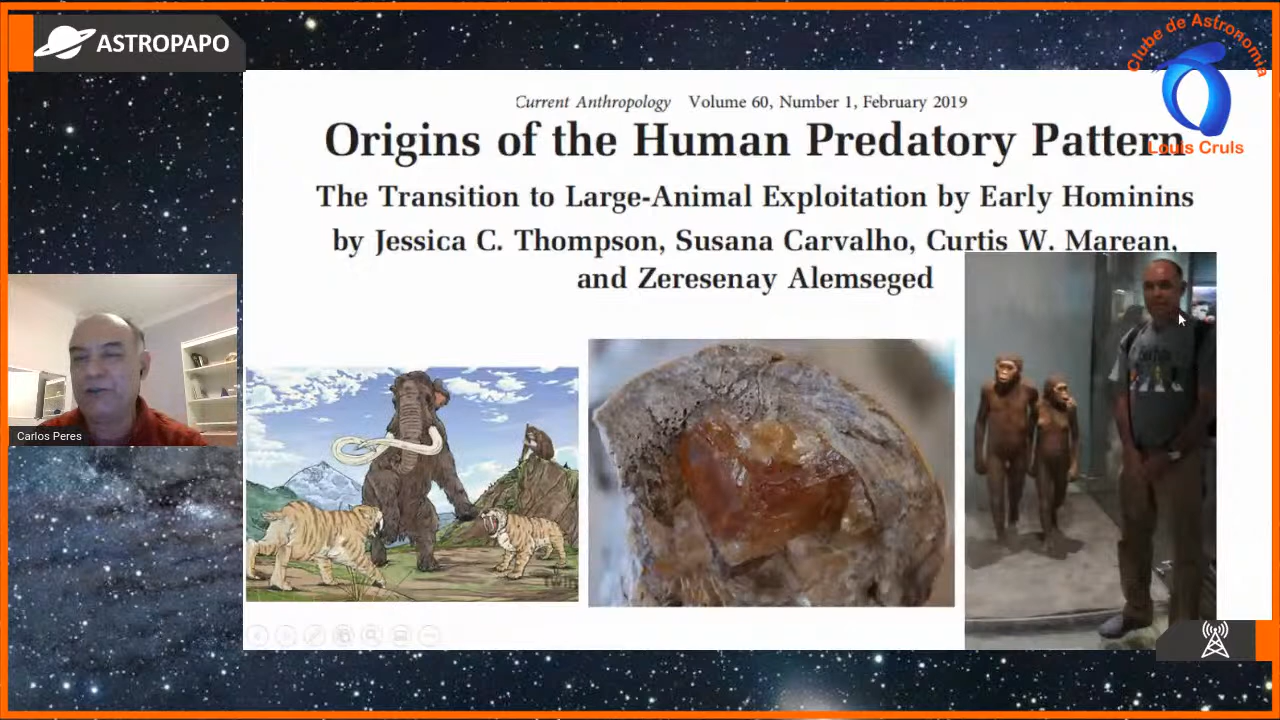 ASTROPAPO
Clube de Astronomia
Louis Cruls
Current Anthropology Volume 60, Number 1, February 2019
Origins of the Human Predatory Pattern
The Transition to Large-Animal Exploitation by Early Hominins
by Jessica C. Thompson, Susana Carvalho, Curtis W. Marean,
and Zeresenay Alemseged
Carlos Peres